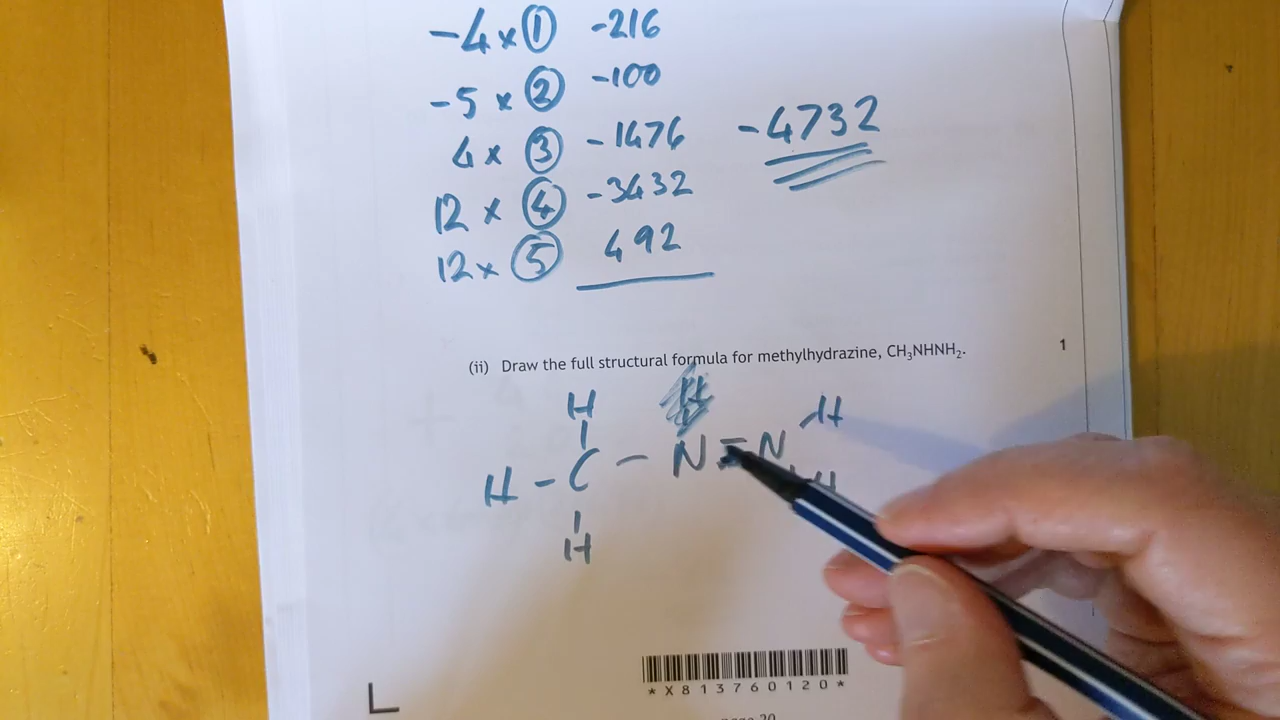 -4 x ① -216
-5 x ② -100
4 x ③ -1476 -4732
12 x ④ -3432
12 x ⑤ 492
(ii) Draw the full structural formula for methylhydrazine, CH₃NHNH₂. 1
H
H - C - N = N H
H
H
*X813760120*